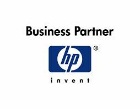 Business Partner
hp ®
invent